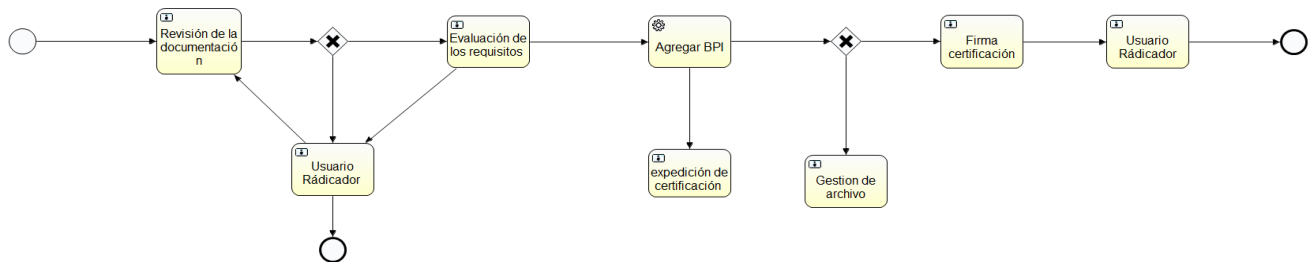 Revisión de la
documentació
n
Evaluación de
los requisitos
Agregar BPI
Firma
certificación
Usuario
Rádicador
Usuario
Rádicador
expedición de
certificación
Gestion de
archivo